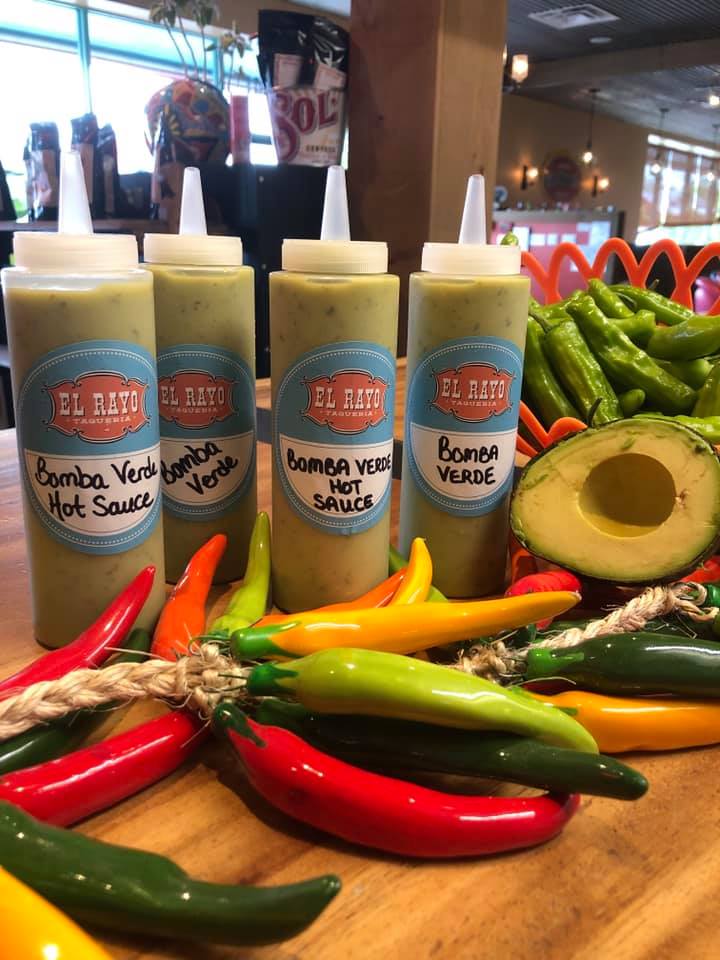 SOL
EL RAYO
TAQUERIA
Bomba Verde
Hot Sauce
EL RAYO
TAQUERIA
Bomba
Verde
EL RAYO
TAQUERIA
BOMBA VERDE
HOT
SAUCE
EL RAYO
TAQUERIA
BOMBA
VERDE